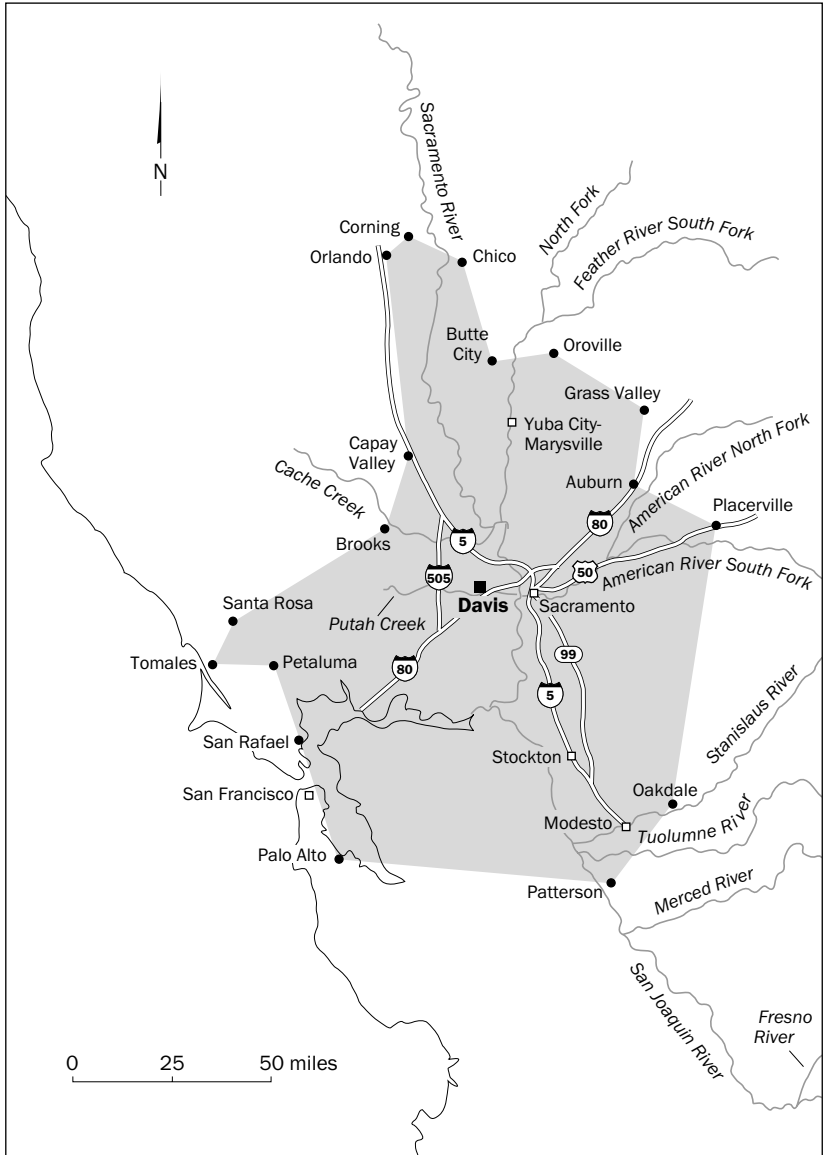 N
Sacramento River
North Fork
Feather River South Fork
Corning
Orlando
Chico
Butte
City
Oroville
Grass Valley
Yuba City-
Marysville
Capay
Valley
Cache Creek
Auburn
American River North Fork
Placerville
Brooks
5
80
50
505
Davis
American River South Fork
Sacramento
Putah Creek
Santa Rosa
Tomales
Petaluma
80
99
5
San Rafael
Stockton
Stanislaus River
San Francisco
Oakdale
Modesto
Tuolumne River
Palo Alto
Patterson
Merced River
San Joaquin River
Fresno
River
0 25 50 miles